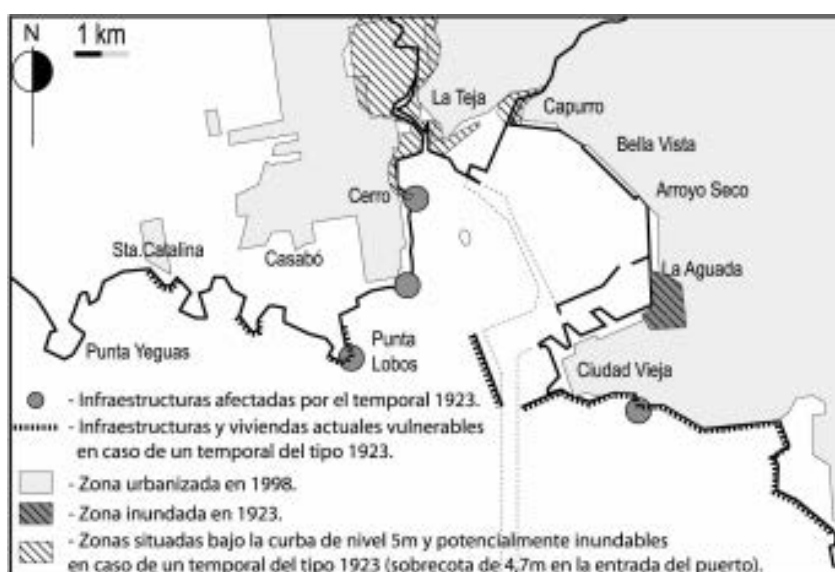 N
1 km
La Teja
Capurro
Bella Vista
Cerro
Arroyo Seco
Sta.Catalina
Casabó
La Aguada
Punta Yeguas
Punta
Lobos
Ciudad Vieja
- Infraestructuras afectadas por el temporal 1923.
- Infraestructuras y viviendas actuales vulnerables
en caso de un temporal del tipo 1923.
- Zona urbanizada en 1998.
- Zona inundada en 1923.
- Zonas situadas bajo la curba de nivel 5m y potencialmente inundables
en caso de un temporal del tipo 1923 (sobrecota de 4,7m en la entrada del puerto).